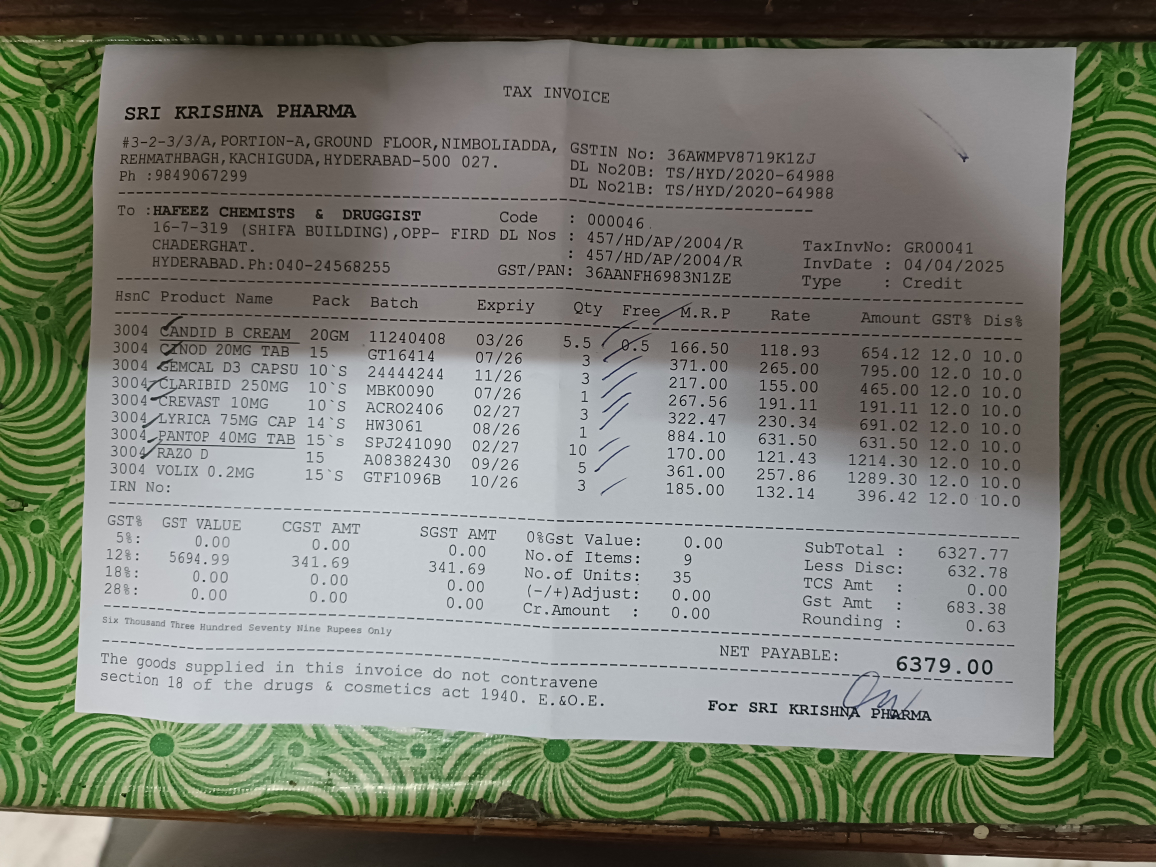 TAX INVOICE
SRI KRISHNA PHARMA
#3-2-3/3/A,PORTION-A,GROUND FLOOR,NIMBOLIADDA, GSTIN No: 36AWMPV8719K1ZJ
REHMATHBAGH,KACHIGUDA,HYDERABAD-500 027. DL No20B: TS/HYD/2020-64988
Ph :9849067299 DL No21B: TS/HYD/2020-64988
To :HAFEEZ CHEMISTS & DRUGGIST Code : 000046
16-7-319 (SHIFA BUILDING),OPP- FIRD DL Nos : 457/HD/AP/2004/R TaxInvNo: GR00041
CHADERGHAT. : 457/HD/AP/2004/R InvDate : 04/04/2025
HYDERABAD.Ph:040-24568255 GST/PAN: 36AANFH6983N1ZE Type : Credit
HsnC Product Name Pack Batch Expriy Qty Free M.R.P Rate Amount GST% Dis%
3004 CANDID B CREAM 20GM 11240408 03/26 5.5 0.5 166.50 118.93 654.12 12.0 10.0
3004 CINOD 20MG TAB 15 GT16414 07/26 3 371.00 265.00 795.00 12.0 10.0
3004 GEMCAL D3 CAPSU 10`S 24444244 11/26 3 217.00 155.00 465.00 12.0 10.0
3004 CLARIBID 250MG 10`S MBK0090 07/26 1 267.56 191.11 191.11 12.0 10.0
3004 CREVAST 10MG 10`S ACRO2406 02/27 3 322.47 230.34 691.02 12.0 10.0
3004 LYRICA 75MG CAP 14`S HW3061 08/26 1 884.10 631.50 631.50 12.0 10.0
3004 PANTOP 40MG TAB 15`s SPJ241090 02/27 10 170.00 121.43 1214.30 12.0 10.0
3004 RAZO D 15 A08382430 09/26 5 361.00 257.86 1289.30 12.0 10.0
3004 VOLIX 0.2MG 15`S GTF1096B 10/26 3 185.00 132.14 396.42 12.0 10.0
IRN No:
GST% GST VALUE CGST AMT SGST AMT 0%Gst Value: 0.00 SubTotal : 6327.77
5%: 0.00 0.00 0.00 No.of Items: 9 Less Disc: 632.78
12%: 5694.99 341.69 341.69 No.of Units: 35 TCS Amt : 0.00
18%: 0.00 0.00 0.00 (-/+)Adjust: 0.00 Gst Amt : 683.38
28%: 0.00 0.00 0.00 Cr.Amount : 0.00 Rounding : 0.63
Six Thousand Three Hundred Seventy Nine Rupees Only
NET PAYABLE: 6379.00
The goods supplied in this invoice do not contravene
section 18 of the drugs & cosmetics act 1940. E.&O.E.
For SRI KRISHNA PHARMA